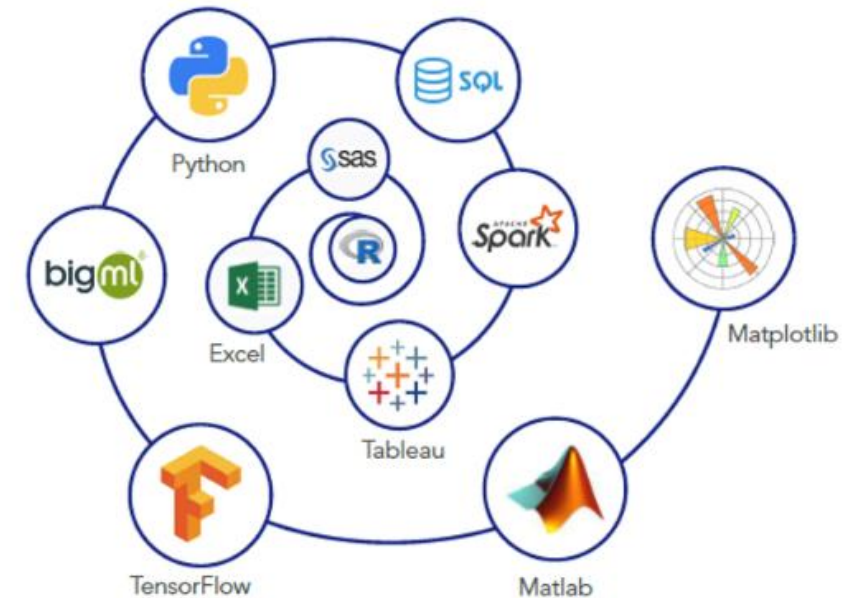 Python
SQL
sas
APACHE
Spark
R
bigml
X
Excel
Tableau
Matplotlib
TensorFlow
Matlab